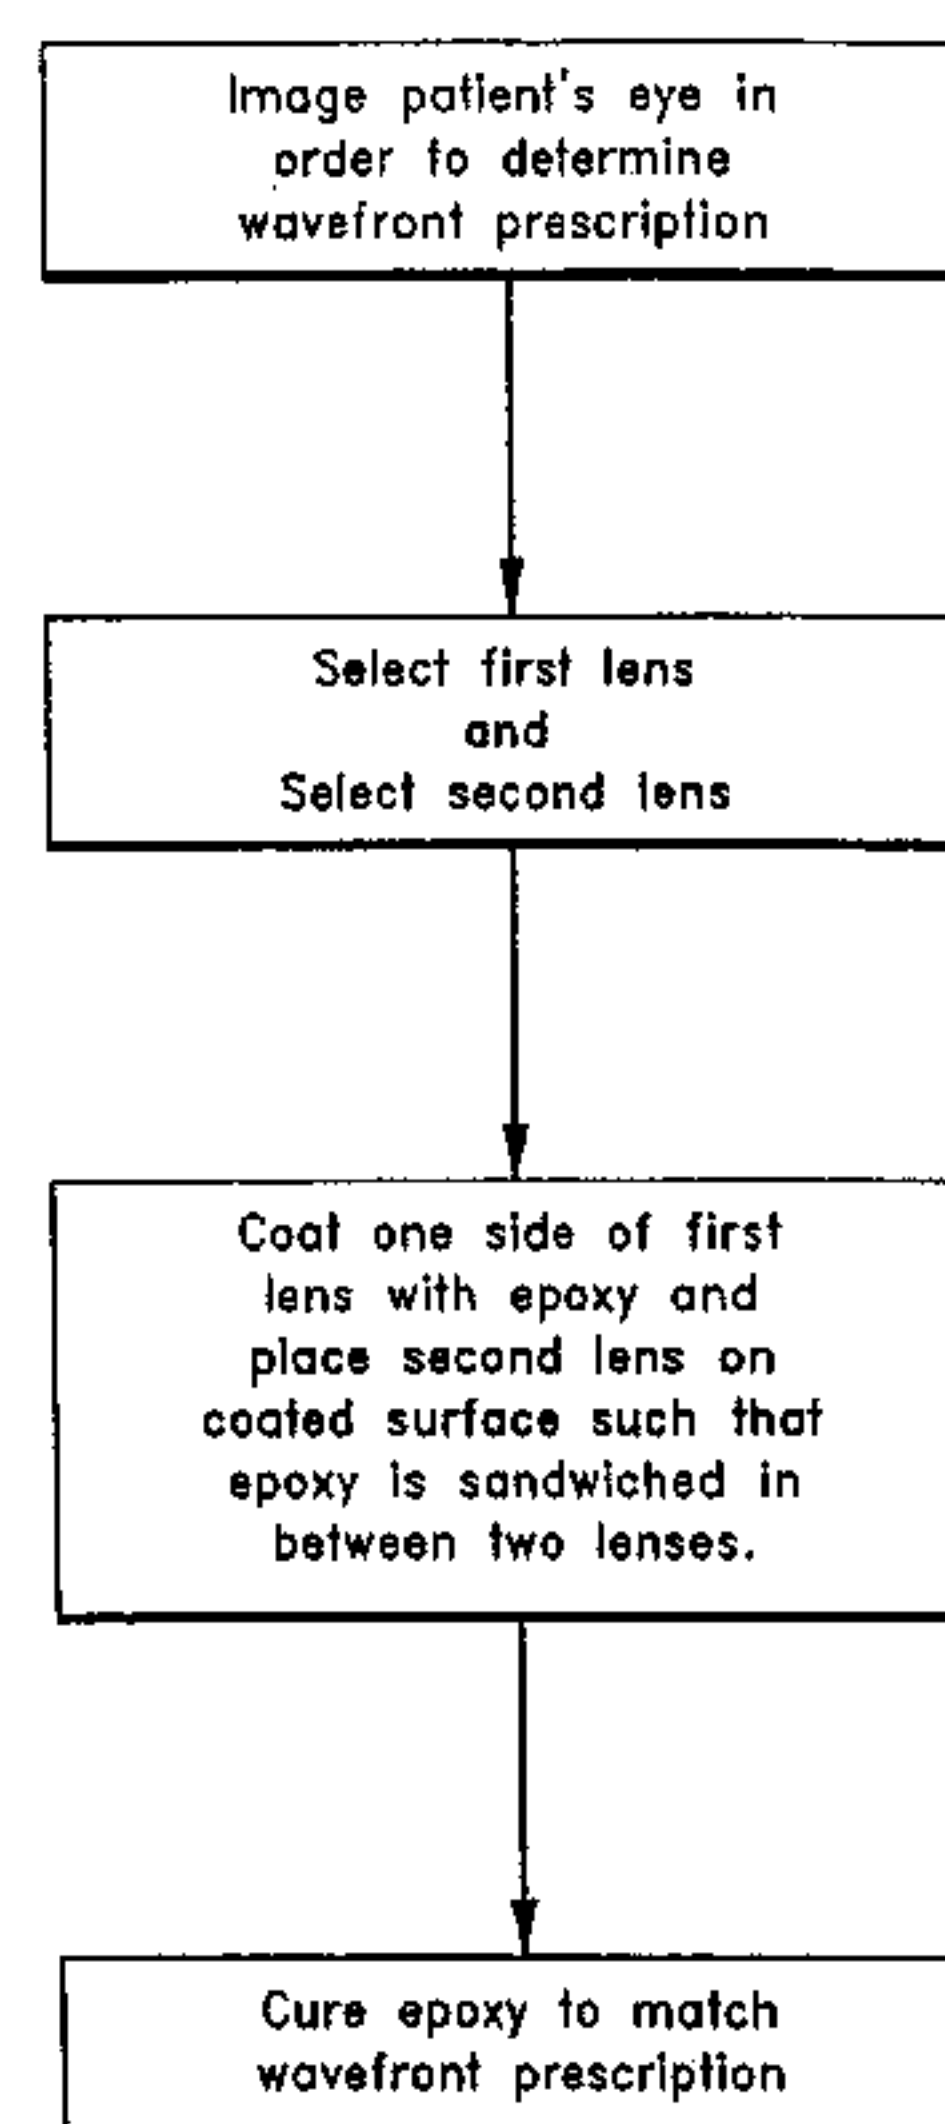 Image patient's eye in
order to determine
wavefront prescription
Select first lens
and
Select second lens
Coat one side of first
lens with epoxy and
place second lens on
coated surface such that
epoxy is sandwiched in
between two lenses.
Cure epoxy to match
wavefront prescription